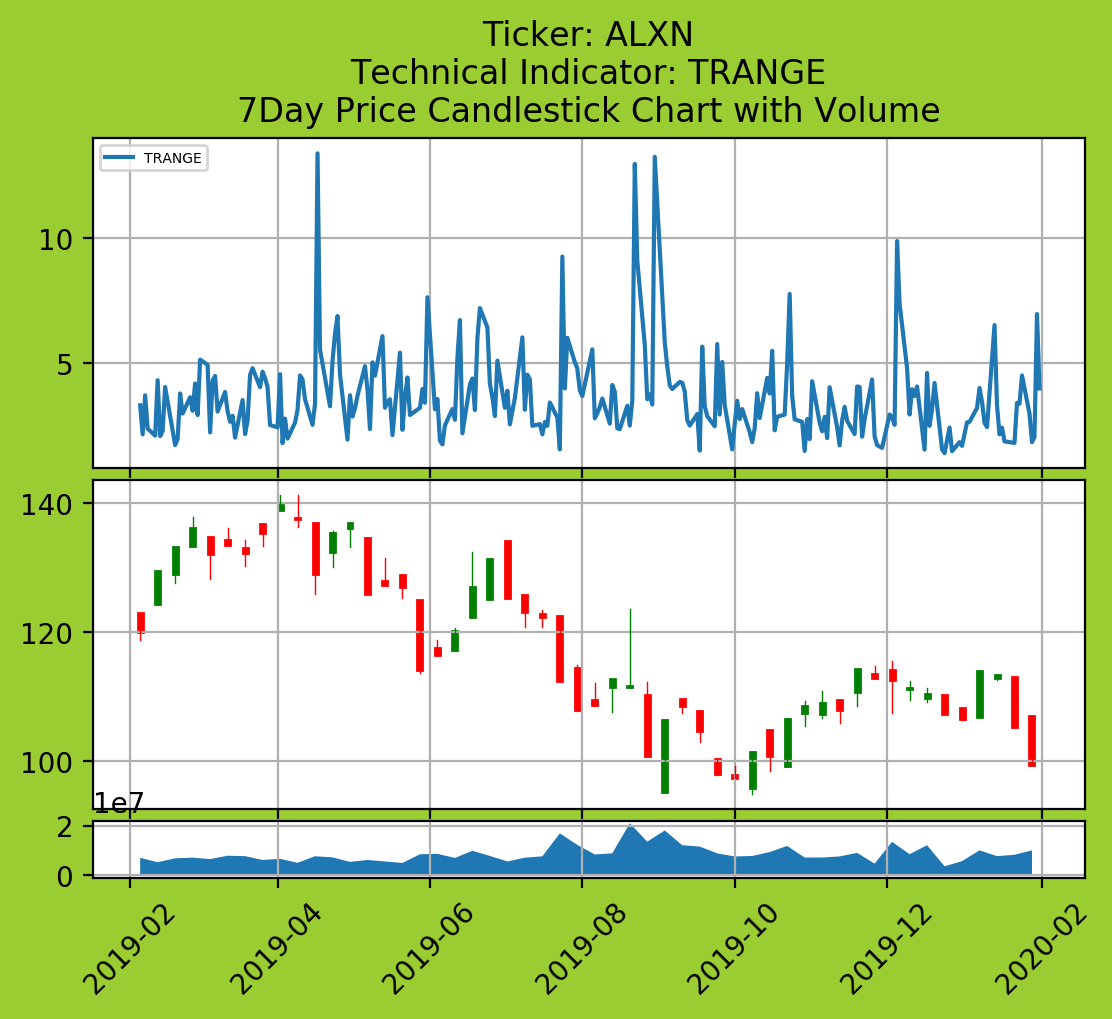 Ticker: ALXN
Technical Indicator: TRANGE
7Day Price Candlestick Chart with Volume
TRANGE
10
5
140
120
100
1e7
2
0
2019-02
2019-04
2019-06
2019-08
2019-10
2019-12
2020-02